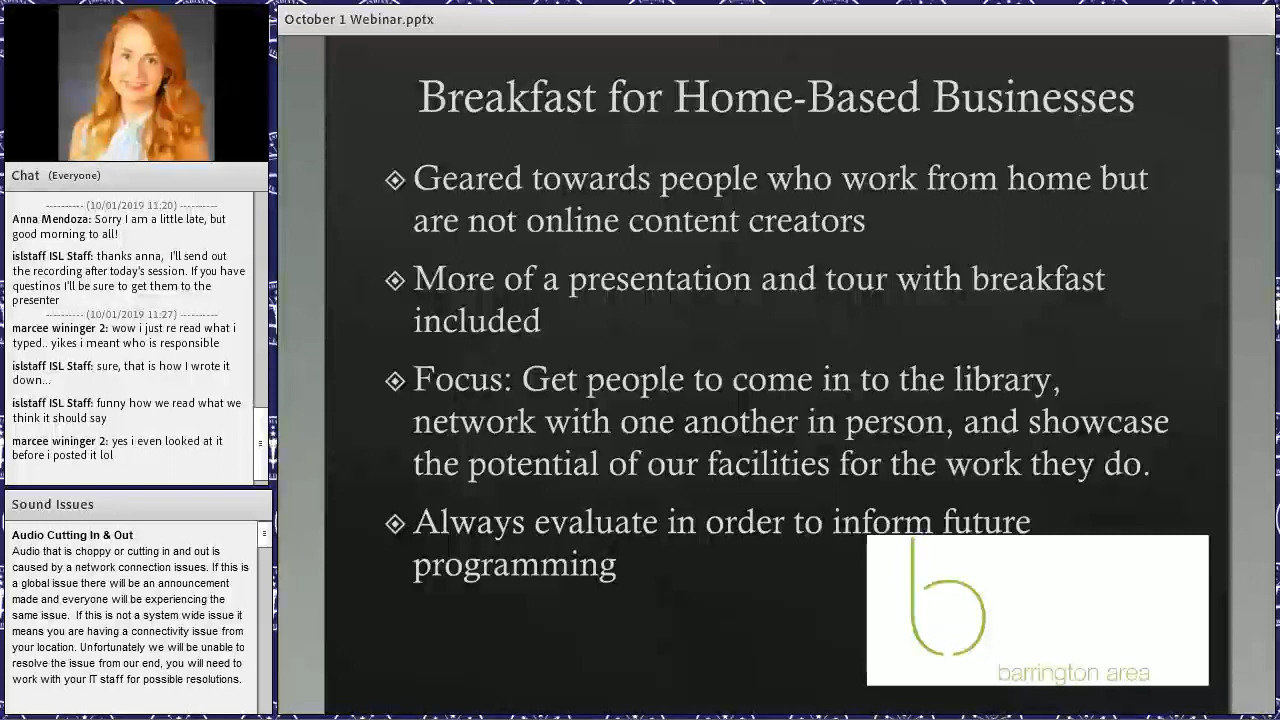 October 1 Webinar.pptx
Chat (Everyone)
---------- (10/01/2019 11:20) ----------
Anna Mendoza: Sorry I am a little late, but
good morning to all!
islstaff ISL Staff: thanks anna, I'll send out
the recording after today's session. If you have
questinos I'll be sure to get them to the
presenter
---------- (10/01/2019 11:27) ----------
marcee wininger 2: wow i just re read what i
typed.. yikes i meant who is responsible
islstaff ISL Staff: sure, that is how I wrote it
down...
islstaff ISL Staff: funny how we read what we
think it should say
marcee wininger 2: yes i even looked at it
before i posted it lol
Sound Issues
Audio Cutting In & Out
Audio that is choppy or cutting in and out is
caused by a network connection issues. If this is
a global issue there will be an announcement
made and everyone will be experiencing the
same issue.  If this is not a system wide issue it
means you are having a connectivity issue from
your location. Unfortunately we will be unable to
resolve the issue from our end, you will need to
work with your IT staff for possible resolutions.
Breakfast for Home-Based Businesses
Geared towards people who work from home but
are not online content creators
More of a presentation and tour with breakfast
included
Focus: Get people to come in to the library,
network with one another in person, and showcase
the potential of our facilities for the work they do.
Always evaluate in order to inform future
programming
b
barrington area